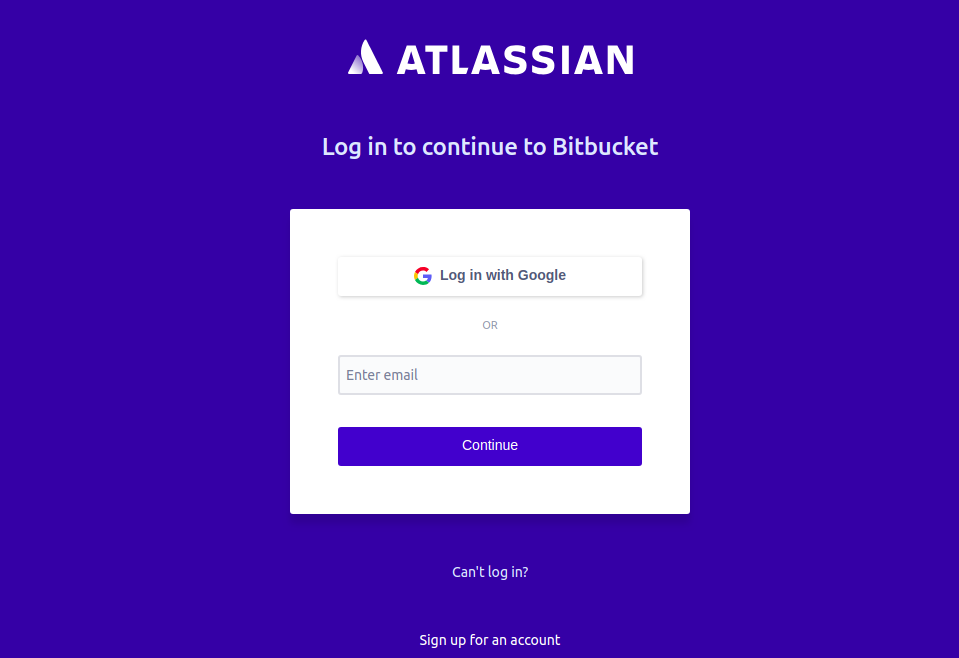 ATLASSIAN
Log in to continue to Bitbucket
Log in with Google
OR
Enter email
Continue
Can't log in?
Sign up for an account